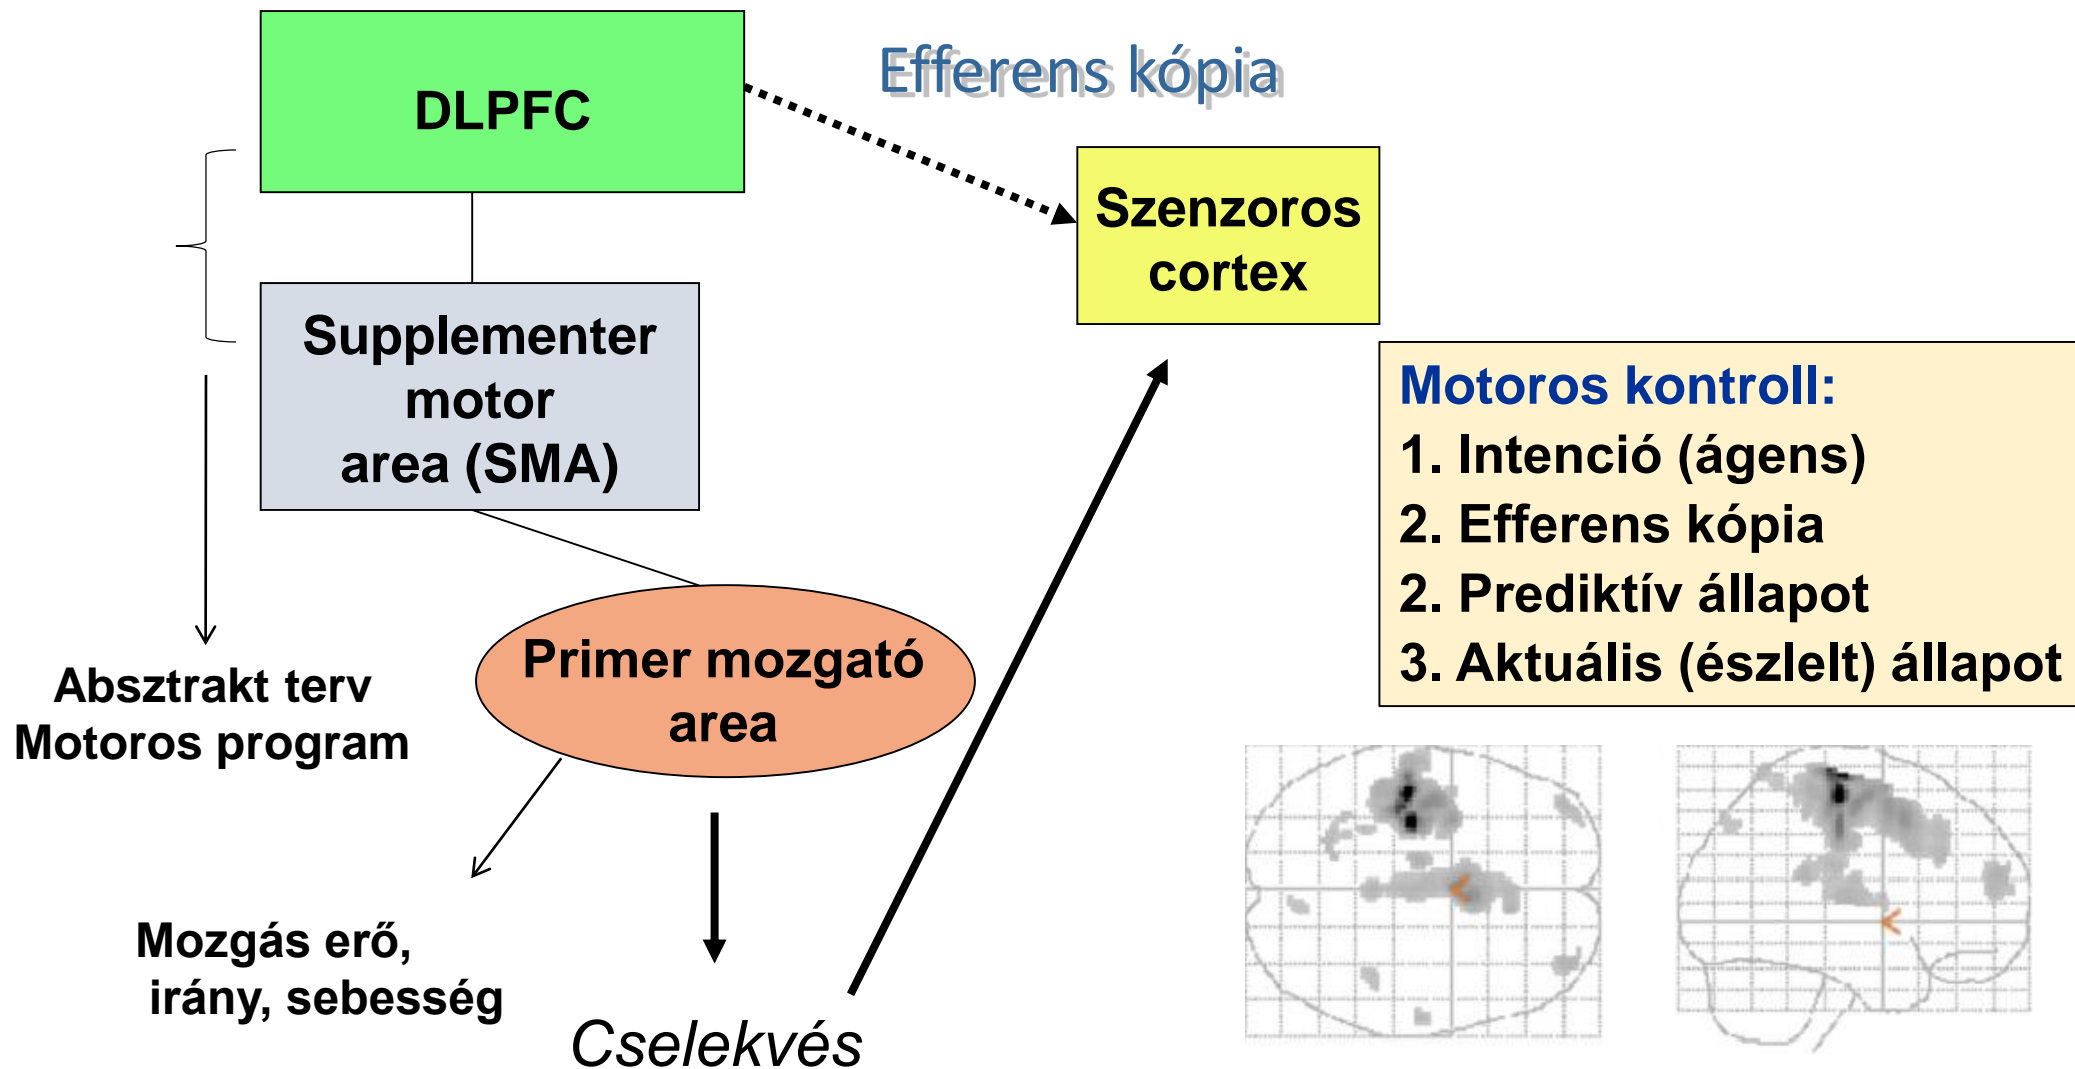 Efferens kópia
DLPFC
Szenzoros
cortex
Supplementer
motor
area (SMA)
Motoros kontroll:
1. Intenció (ágens)
2. Efferens kópia
2. Prediktív állapot
3. Aktuális (észlelt) állapot
Primer mozgató
area
Absztrakt terv
Motoros program
Mozgás erő,
irány, sebesség
Cselekvés